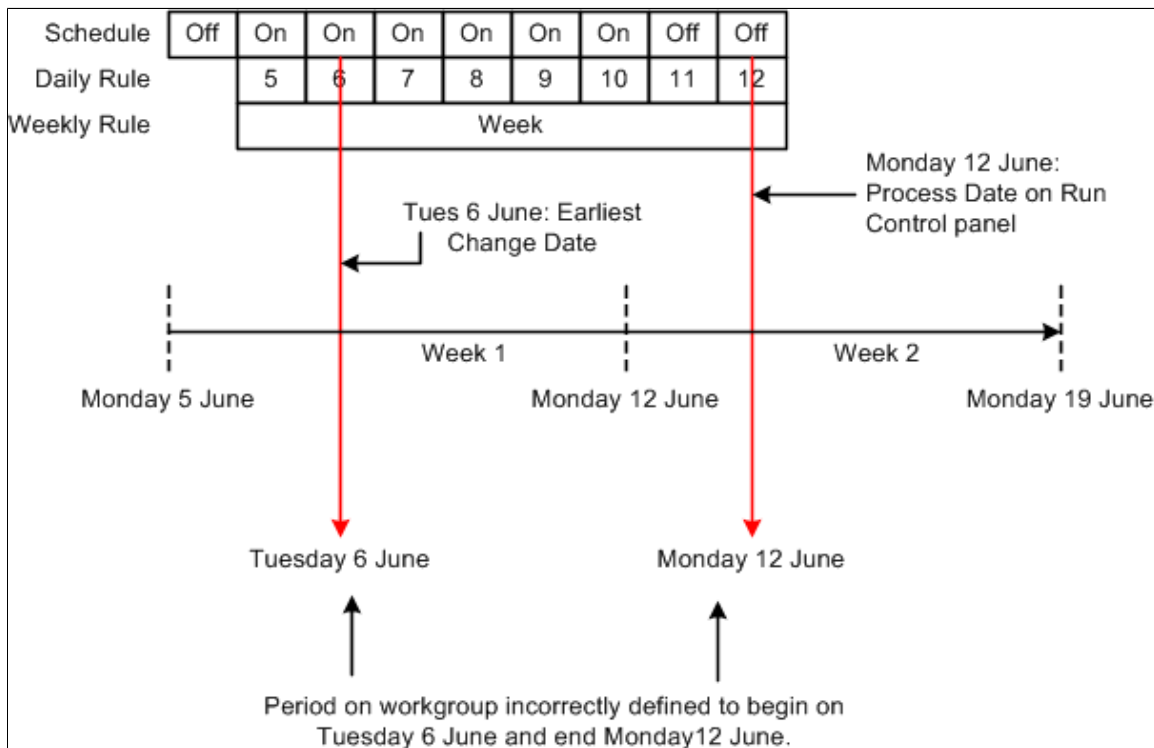 Schedule Off On On On On On On Off Off
Daily Rule 5 6 7 8 9 10 11 12
Weekly Rule Week
Monday 12 June:
Process Date on Run
Control panel
Tues 6 June: Earliest
Change Date
Week 1 Week 2
Monday 5 June Monday 12 June Monday 19 June
Tuesday 6 June Monday 12 June
Period on workgroup incorrectly defined to begin on
Tuesday 6 June and end Monday12 June.